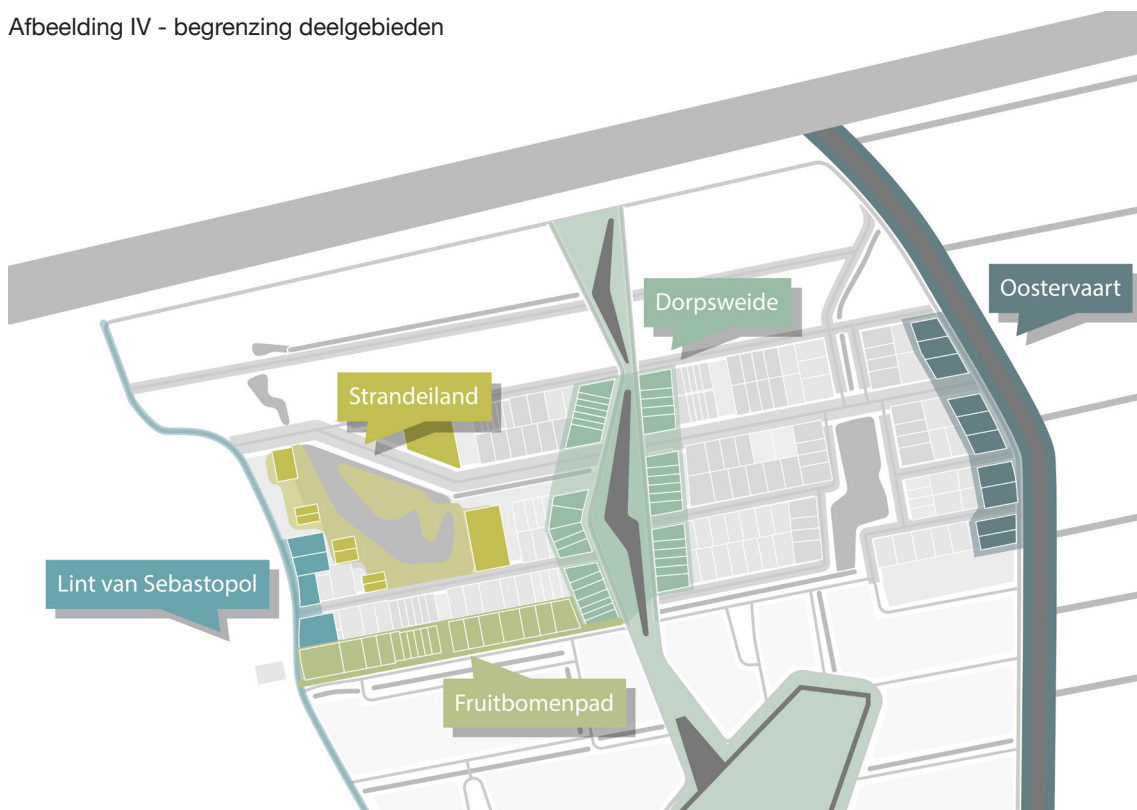 Afbeelding IV - begrenzing deelgebieden
Oostervaart
Dorpsweide
Strandeiland
Lint van Sebastopol
Fruitbomenpad